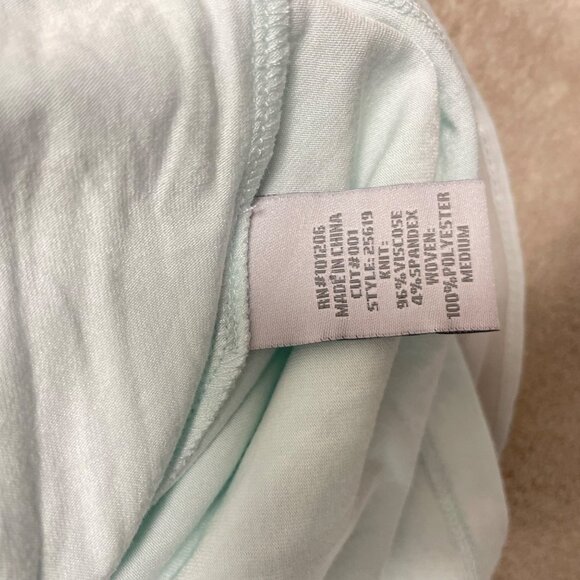 RN#101206
MADE IN CHINA
CUT#001
STYLE: 25619
KNIT:
96%VISCOSE
4%SPANDEX
WOVEN:
100%POLYESTER
MEDIUM